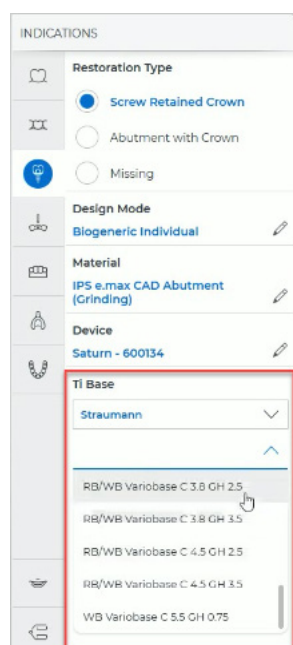 INDICATIONS
Restoration Type
Screw Retained Crown
Abutment with Crown
Missing
Design Mode
Biogeneric Individual
Material
IPS e.max CAD Abutment
(Grinding)
Device
Saturn - 600134
Ti Base
Straumann
RB/WB Variobase C 3.8 GH 2.5
RB/WB Variobase C 3.8 GH 3.5
RB/WB Variobase C 4.5 GH 2.5
RB/WB Variobase C 4.5 GH 3.5
WB Variobase C 5.5 GH 0.75